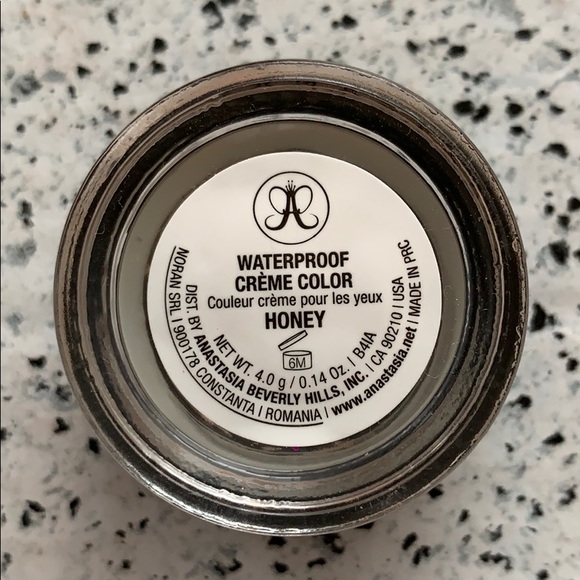 WATERPROOF
CRÈME COLOR
Couleur crème pour les yeux
HONEY
6M
NET WT. 4.0 g / 0.14 Oz. | B4IA
DIST. BY ANASTASIA BEVERLY HILLS, INC. | CA 90210 | USA
NORAN SRL | 900178 CONSTANTA | ROMANIA | www.anastasia.net | MADE IN PRC